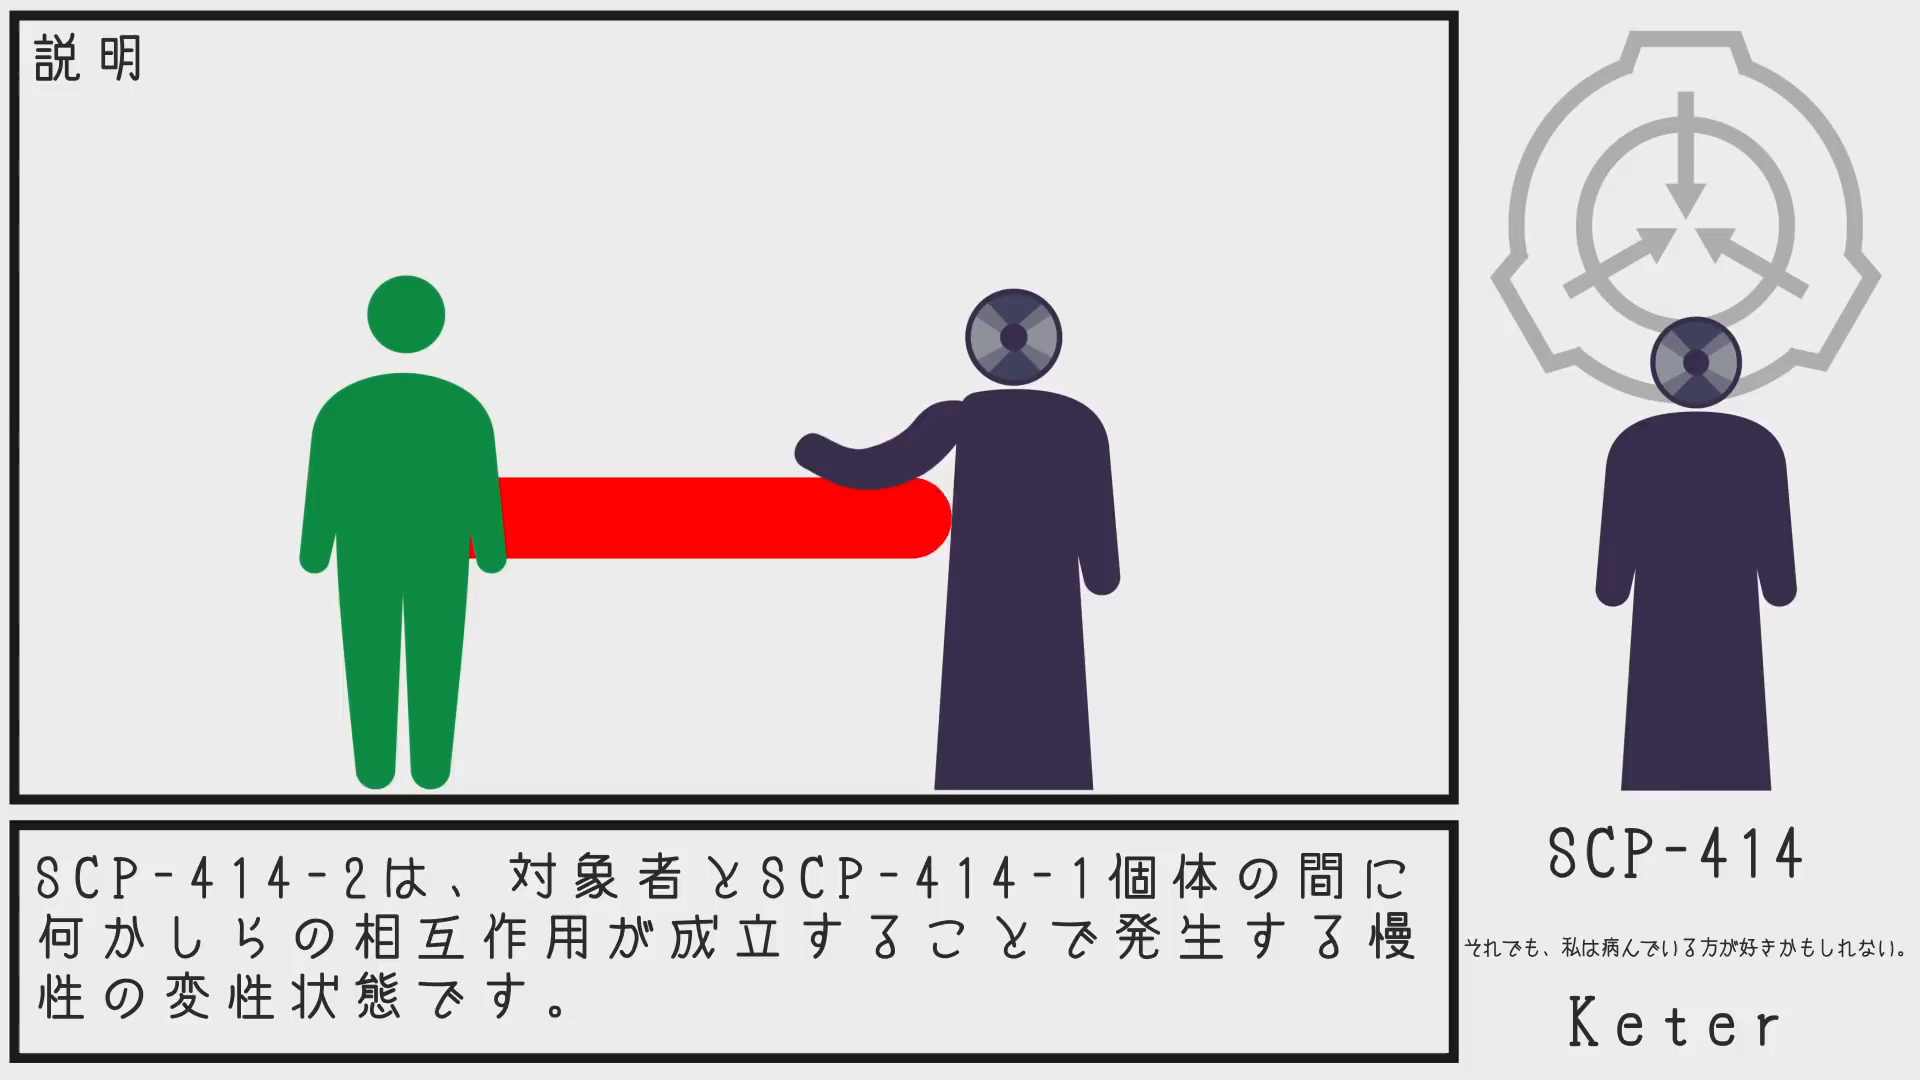 説明
SCP-414-2は、対象者とSCP-414-1個体の間に
何かしらの相互作用が成立することで発生する慢
性の変性状態です。
SCP-414
それでも、私は病んでいる方が好きかもしれない。
Keter